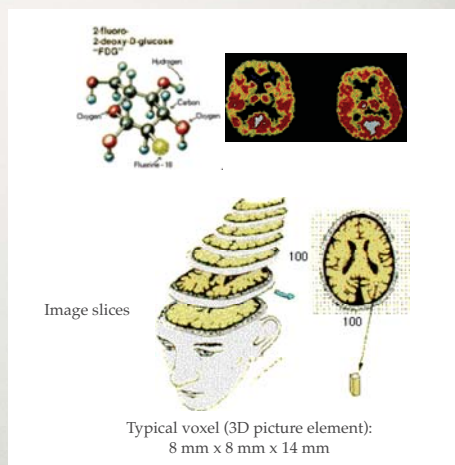 2-fluoro-
2-deoxy-D-glucose
"FDG"
Hydrogen
Carbon
Oxygen
Oxygen
Fluorine-18
100
Image slices
100
Typical voxel (3D picture element):
8 mm x 8 mm x 14 mm